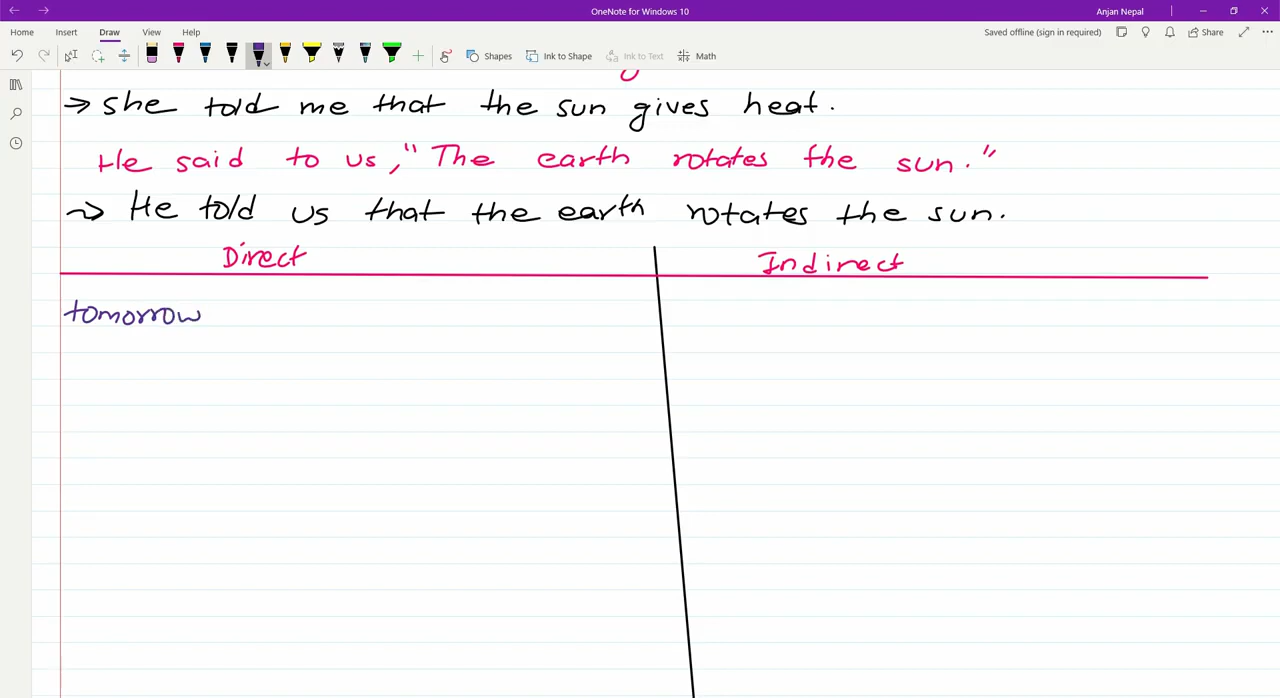 OneNote for Windows 10
Anjan Nepal
Home Insert Draw View Help
Saved offline (sign in required) Share
Shapes Ink to Shape Ink to Text Math
→ She told me that the sun gives heat.
He said to us, "The earth rotates the sun."
→ He told us that the earth rotates the sun.
Direct Indirect
tomorrow